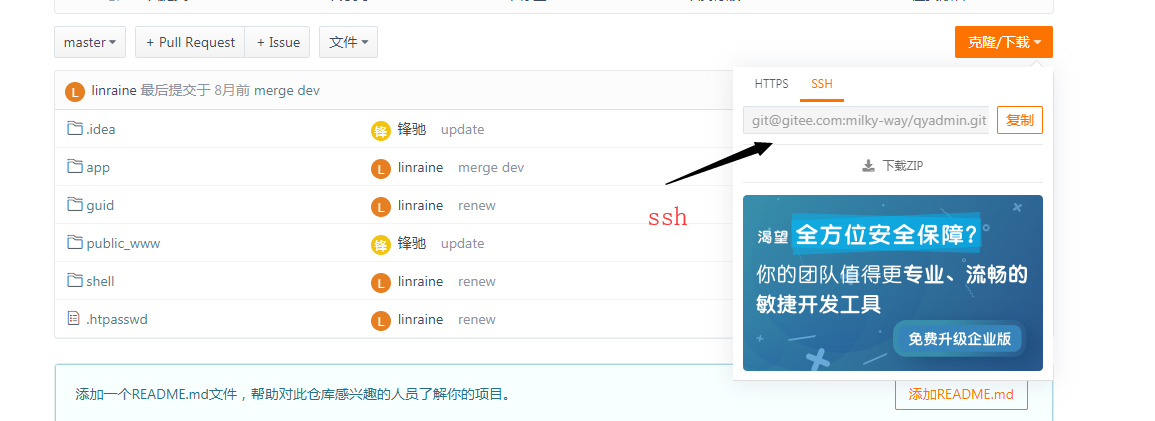 master
+ Pull Request
+ Issue
文件
克隆/下载
linraine 最后提交于 8月前 merge dev
HTTPS
SSH
git@gitee.com:milky-way/qyadmin.git
复制
下载ZIP
.idea
锋 锋驰 update
app
L linraine merge dev
guid
L linraine renew
public_www
锋 锋驰 update
shell
L linraine renew
.htpasswd
L linraine renew
ssh
渴望 全方位安全保障?
你的团队值得更专业、流畅的
敏捷开发工具
免费升级企业版
添加一个README.md文件，帮助对此仓库感兴趣的人员了解你的项目。
添加README.md